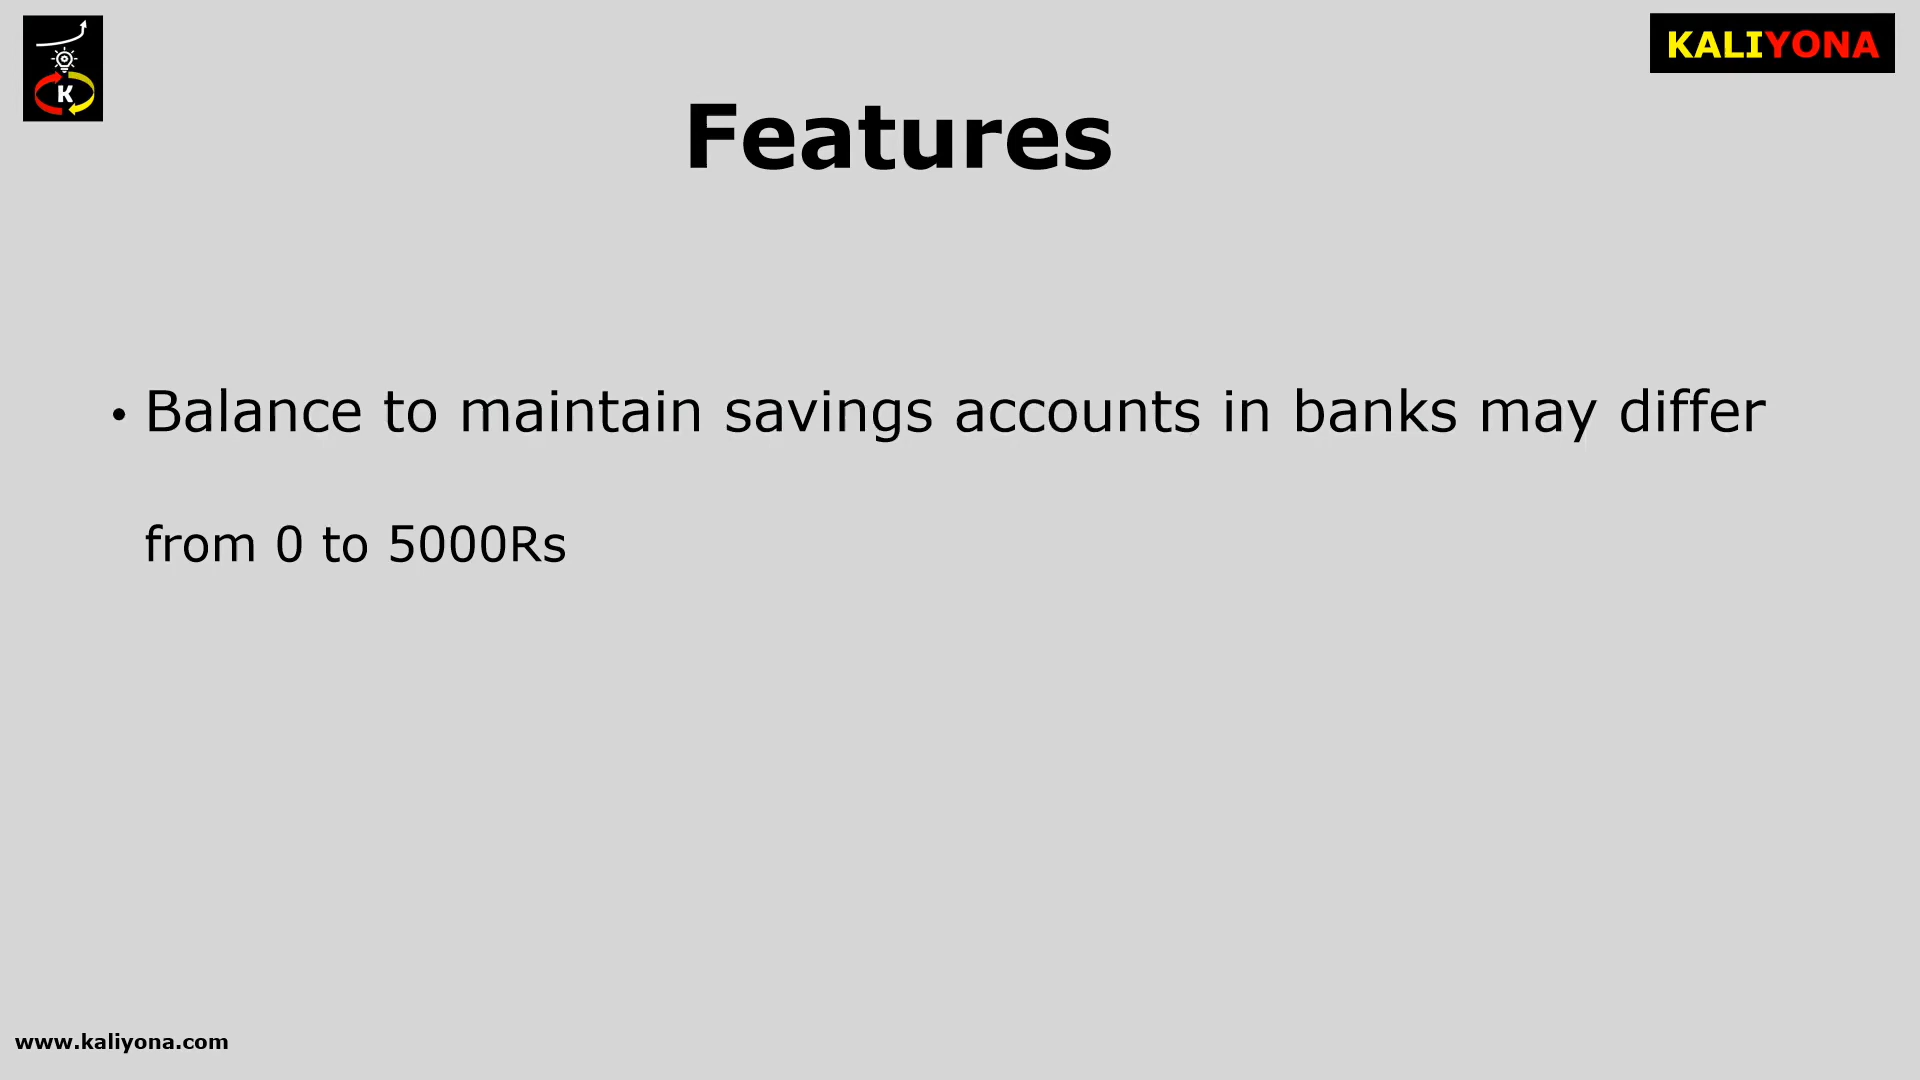 K
KALIYONA
Features
• Balance to maintain savings accounts in banks may differ
from 0 to 5000Rs
www.kaliyona.com